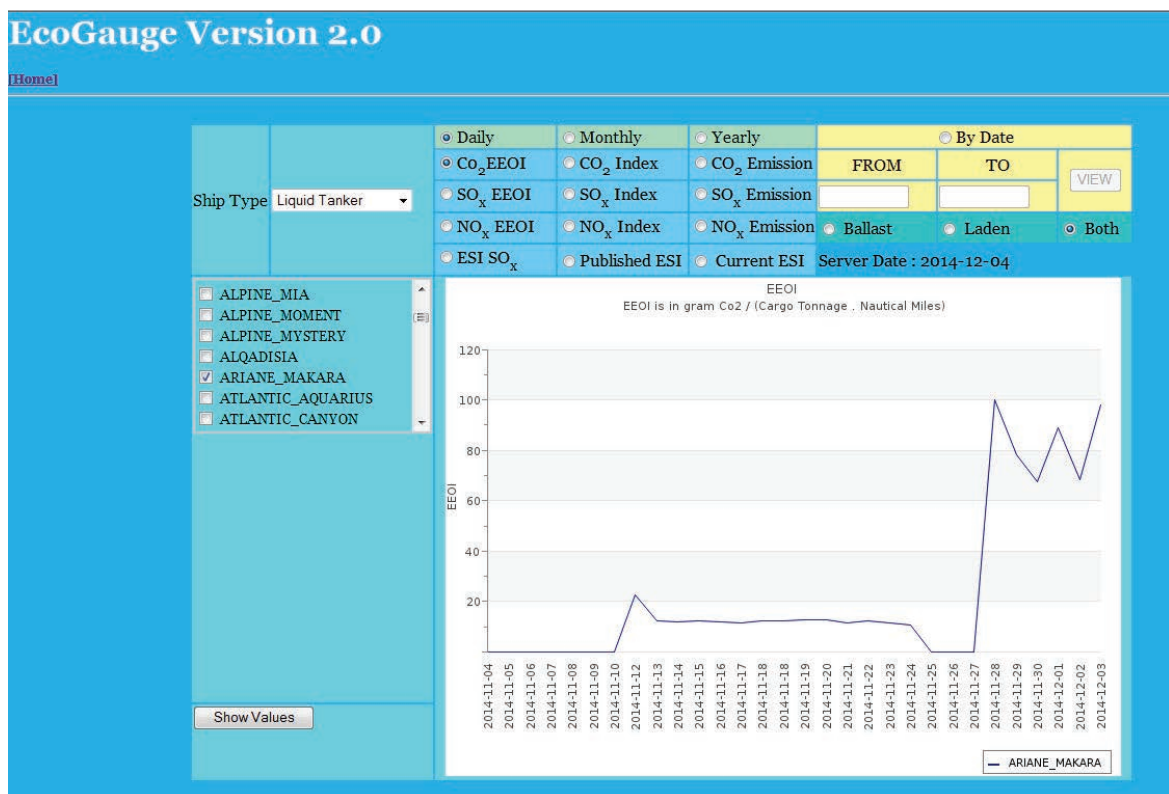 EcoGauge Version 2.0
[Home]
Daily Monthly Yearly By Date
Co2EEOI CO2 Index CO2 Emission FROM TO VIEW
Ship Type Liquid Tanker SOx EEOI SOx Index SOx Emission
NOx EEOI NOx Index NOx Emission Ballast Laden Both
ESI SOx Published ESI Current ESI Server Date : 2014-12-04
ALPINE_MIA
ALPINE_MOMENT
ALPINE_MYSTERY
ALQADISIA
ARIANE_MAKARA
ATLANTIC_AQUARIUS
ATLANTIC_CANYON
Show Values
EEOI
EEOI is in gram Co2 / (Cargo Tonnage . Nautical Miles)
120
100
80
60
40
20
EEOI
2014-11-04
2014-11-05
2014-11-06
2014-11-07
2014-11-08
2014-11-09
2014-11-10
2014-11-12
2014-11-13
2014-11-14
2014-11-15
2014-11-16
2014-11-17
2014-11-18
2014-11-18
2014-11-19
2014-11-20
2014-11-21
2014-11-22
2014-11-23
2014-11-24
2014-11-25
2014-11-26
2014-11-27
2014-11-28
2014-11-29
2014-11-30
2014-12-01
2014-12-02
2014-12-03
ARIANE_MAKARA